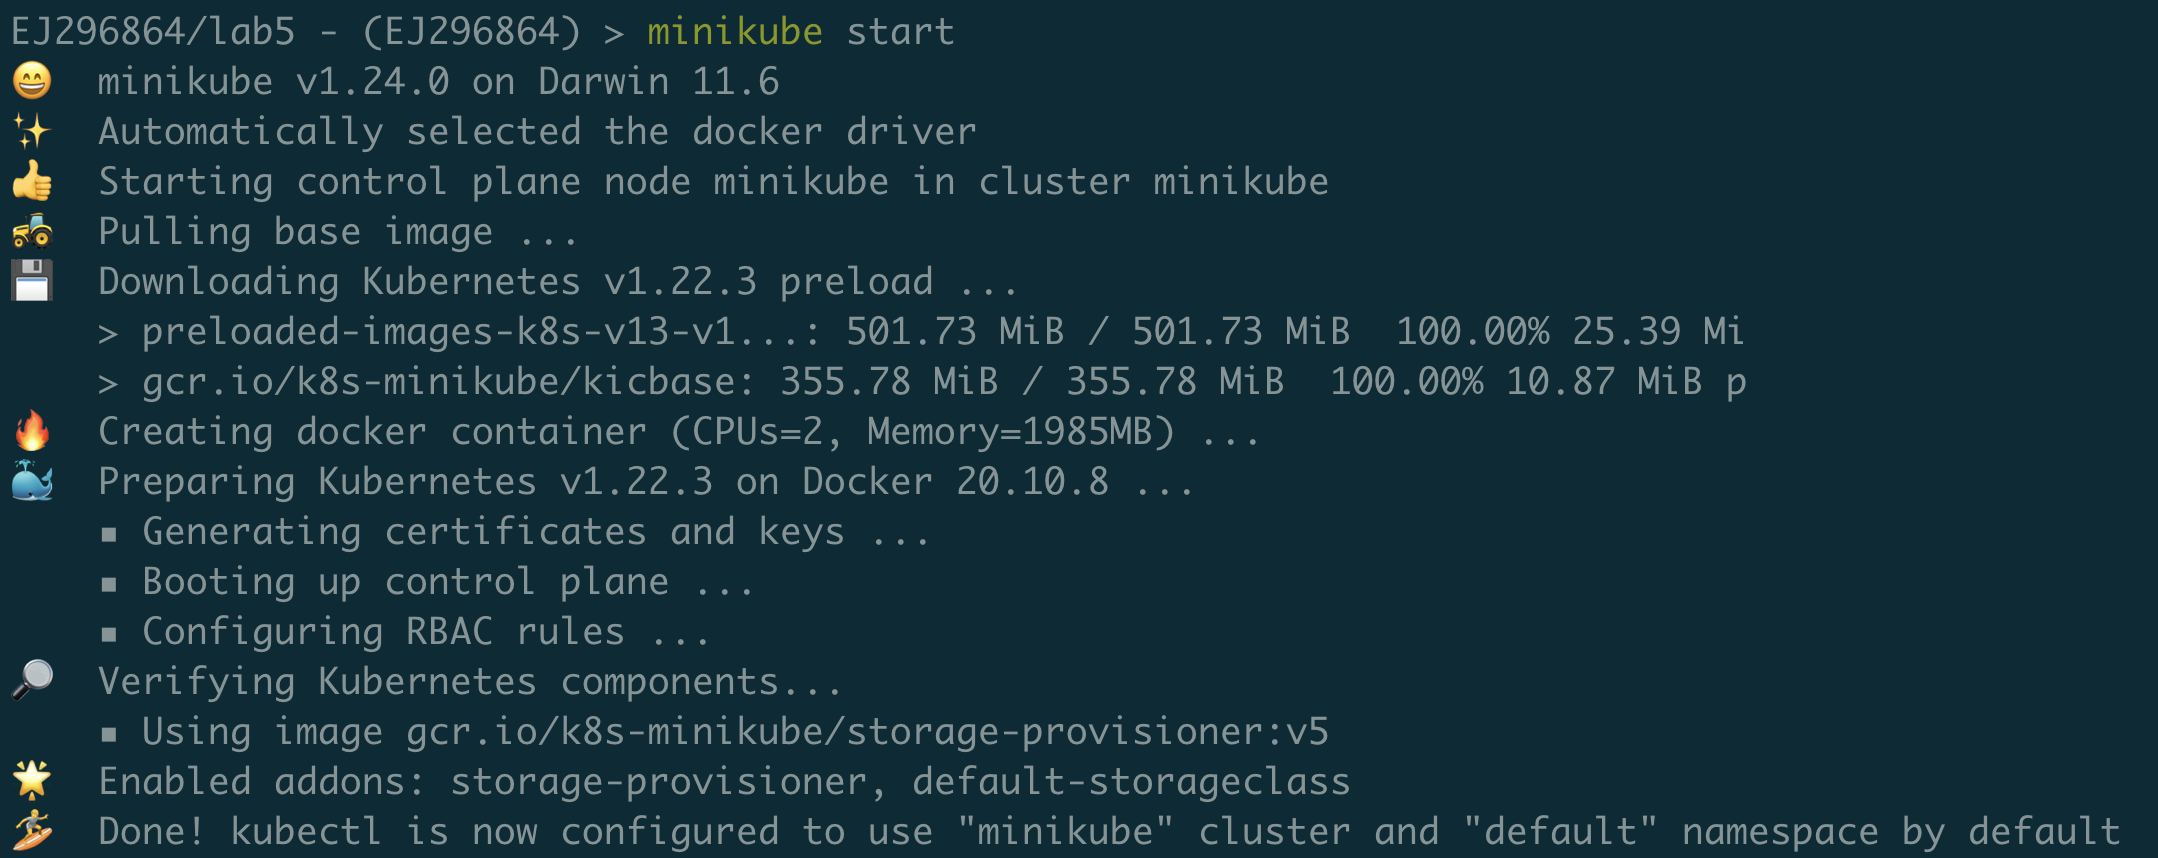 EJ296864/lab5 - (EJ296864) > minikube start
😄  minikube v1.24.0 on Darwin 11.6
✨  Automatically selected the docker driver
👍  Starting control plane node minikube in cluster minikube
🚜  Pulling base image ...
💾  Downloading Kubernetes v1.22.3 preload ...
    > preloaded-images-k8s-v13-v1...: 501.73 MiB / 501.73 MiB  100.00% 25.39 Mi
    > gcr.io/k8s-minikube/kicbase: 355.78 MiB / 355.78 MiB  100.00% 10.87 MiB p
🔥  Creating docker container (CPUs=2, Memory=1985MB) ...
🐳  Preparing Kubernetes v1.22.3 on Docker 20.10.8 ...
    ▪ Generating certificates and keys ...
    ▪ Booting up control plane ...
    ▪ Configuring RBAC rules ...
🔎  Verifying Kubernetes components...
    ▪ Using image gcr.io/k8s-minikube/storage-provisioner:v5
🌟  Enabled addons: storage-provisioner, default-storageclass
🏄  Done! kubectl is now configured to use "minikube" cluster and "default" namespace by default